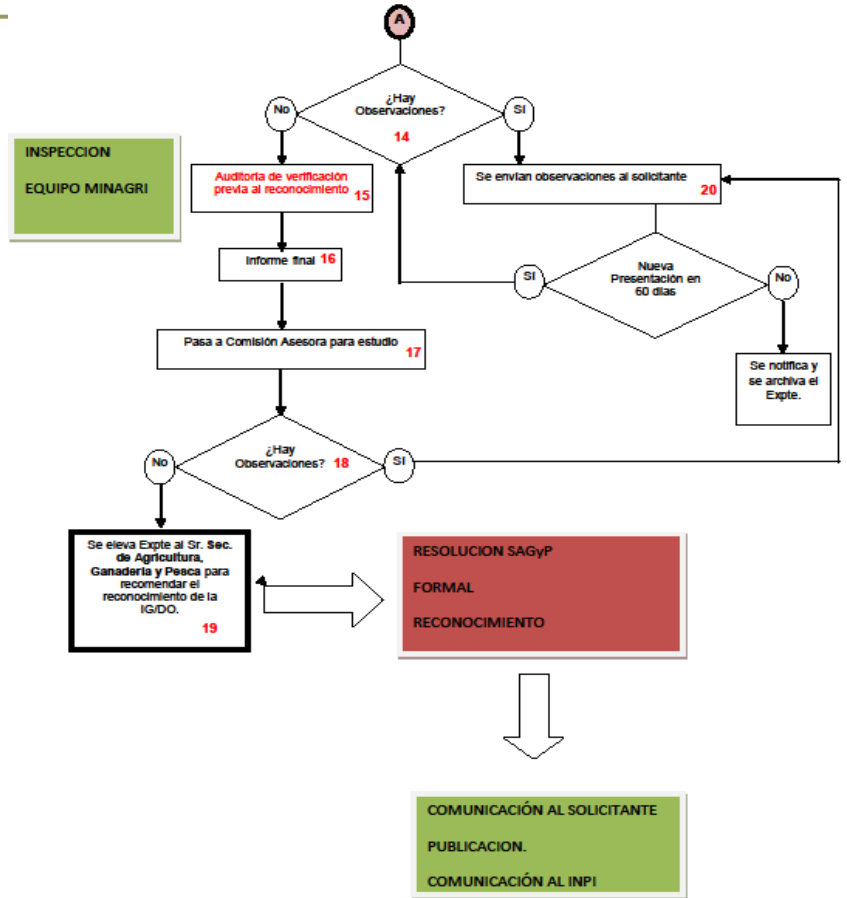 A
¿Hay
Observaciones?
14
No
SI
INSPECCION
EQUIPO MINAGRI
Auditoria de verificación
previa al reconocimiento
15
Se envian observaciones al solicitante
20
Informe final 16
SI
Nueva
Presentación en
60 dias
No
Pasa a Comisión Asesora para estudio
17
Se notifica y
se archiva el
Expte.
No
¿Hay
Observaciones? 18
SI
Se eleva Expte al Sr. Sec.
de Agricultura,
Ganaderia y Pesca para
recomendar el
reconocimiento de la
IG/DO.
19
RESOLUCION SAGyP
FORMAL
RECONOCIMIENTO
COMUNICACIÓN AL SOLICITANTE
PUBLICACION.
COMUNICACIÓN AL INPI